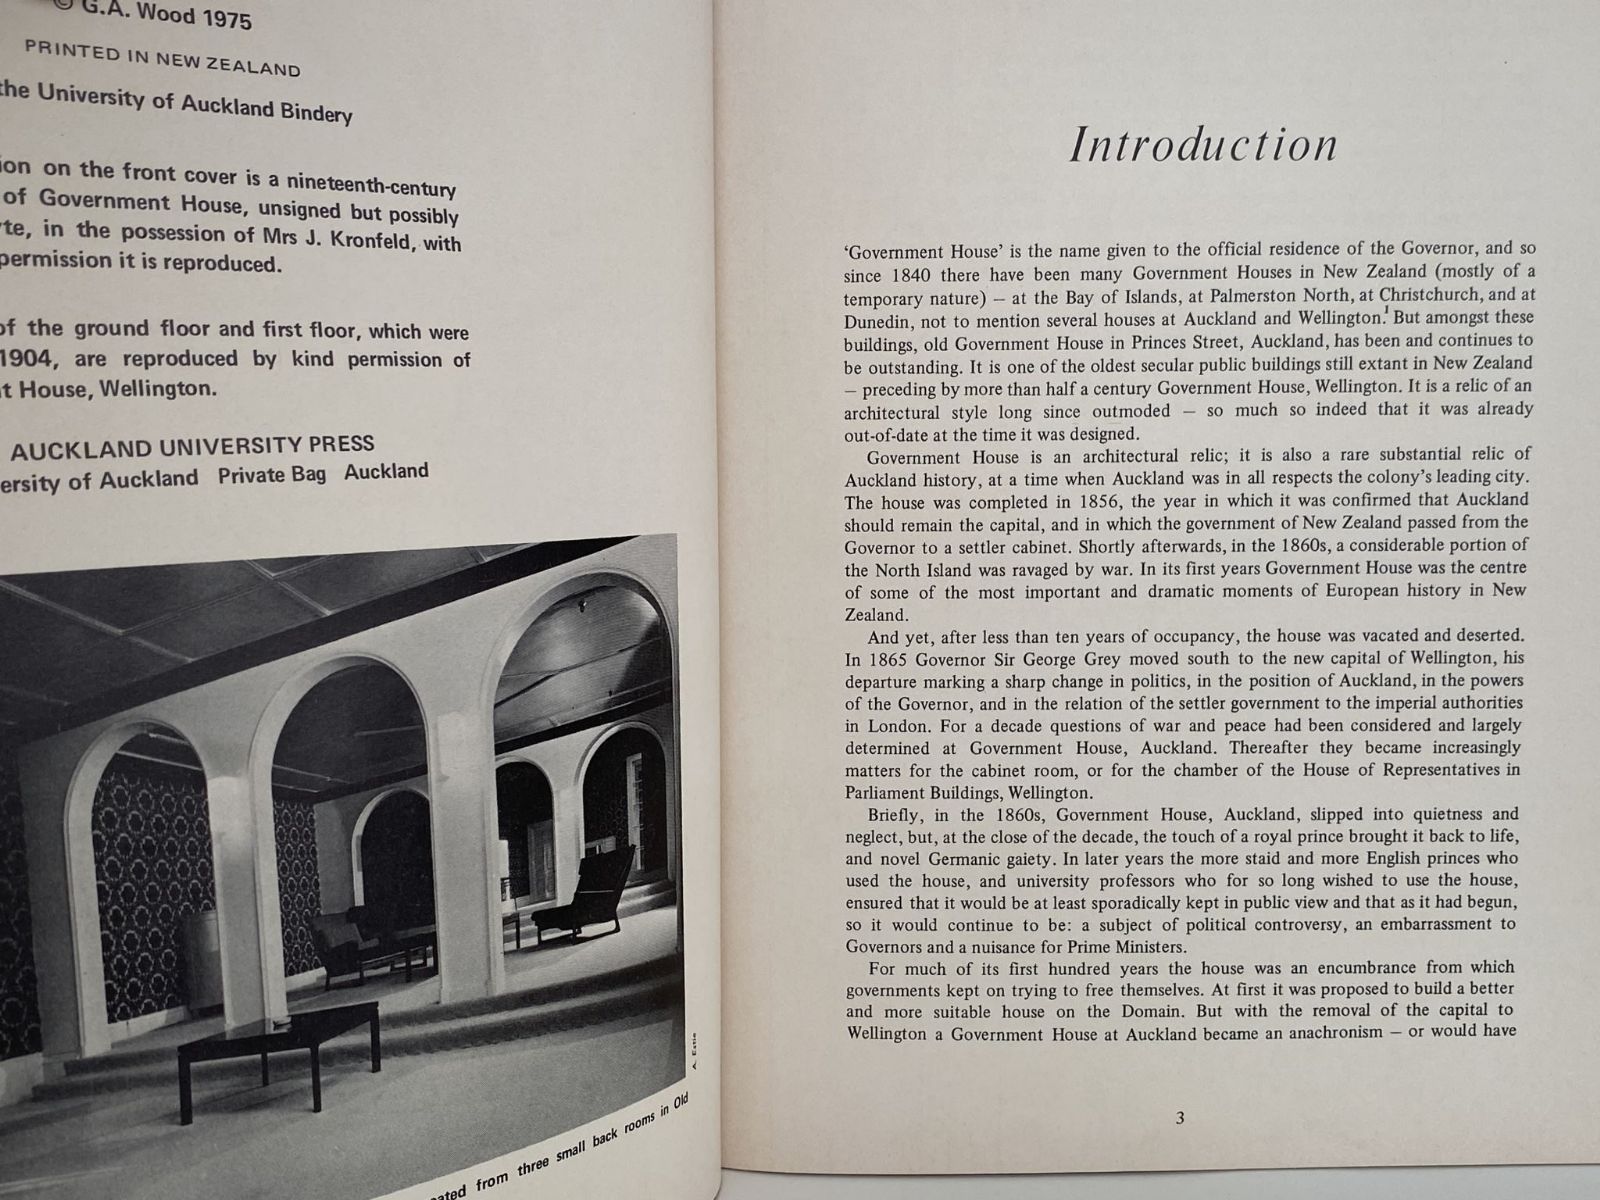 © G.A. Wood 1975
PRINTED IN NEW ZEALAND
the University of Auckland Bindery
on the front cover is a nineteenth-century
of Government House, unsigned but possibly
in the possession of Mrs J. Kronfeld, with
permission it is reproduced.
of the ground floor and first floor, which were
1904, are reproduced by kind permission of
House, Wellington.
AUCKLAND UNIVERSITY PRESS
of Auckland Private Bag Auckland
A. Estie
from three small back rooms in Old
Introduction
‘Government House’ is the name given to the official residence of the Governor, and so
since 1840 there have been many Government Houses in New Zealand (mostly of a
temporary nature) — at the Bay of Islands, at Palmerston North, at Christchurch, and at
Dunedin, not to mention several houses at Auckland and Wellington.¹ But amongst these
buildings, old Government House in Princes Street, Auckland, has been and continues to
be outstanding. It is one of the oldest secular public buildings still extant in New Zealand
— preceding by more than half a century Government House, Wellington. It is a relic of an
architectural style long since outmoded — so much so indeed that it was already
out-of-date at the time it was designed.
Government House is an architectural relic; it is also a rare substantial relic of
Auckland history, at a time when Auckland was in all respects the colony’s leading city.
The house was completed in 1856, the year in which it was confirmed that Auckland
should remain the capital, and in which the government of New Zealand passed from the
Governor to a settler cabinet. Shortly afterwards, in the 1860s, a considerable portion of
the North Island was ravaged by war. In its first years Government House was the centre
of some of the most important and dramatic moments of European history in New
Zealand.
And yet, after less than ten years of occupancy, the house was vacated and deserted.
In 1865 Governor Sir George Grey moved south to the new capital of Wellington, his
departure marking a sharp change in politics, in the position of Auckland, in the powers
of the Governor, and in the relation of the settler government to the imperial authorities
in London. For a decade questions of war and peace had been considered and largely
determined at Government House, Auckland. Thereafter they became increasingly
matters for the cabinet room, or for the chamber of the House of Representatives in
Parliament Buildings, Wellington.
Briefly, in the 1860s, Government House, Auckland, slipped into quietness and
neglect, but, at the close of the decade, the touch of a royal prince brought it back to life,
and novel Germanic gaiety. In later years the more staid and more English princes who
used the house, and university professors who for so long wished to use the house,
ensured that it would be at least sporadically kept in public view and that as it had begun,
so it would continue to be: a subject of political controversy, an embarrassment to
Governors and a nuisance for Prime Ministers.
For much of its first hundred years the house was an encumbrance from which
governments kept on trying to free themselves. At first it was proposed to build a better
and more suitable house on the Domain. But with the removal of the capital to
Wellington a Government House at Auckland became an anachronism — or would have
3